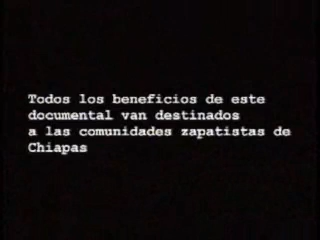 Todos los beneficios de este
documental van destinados
a las comunidades zapatistas de
Chiapas